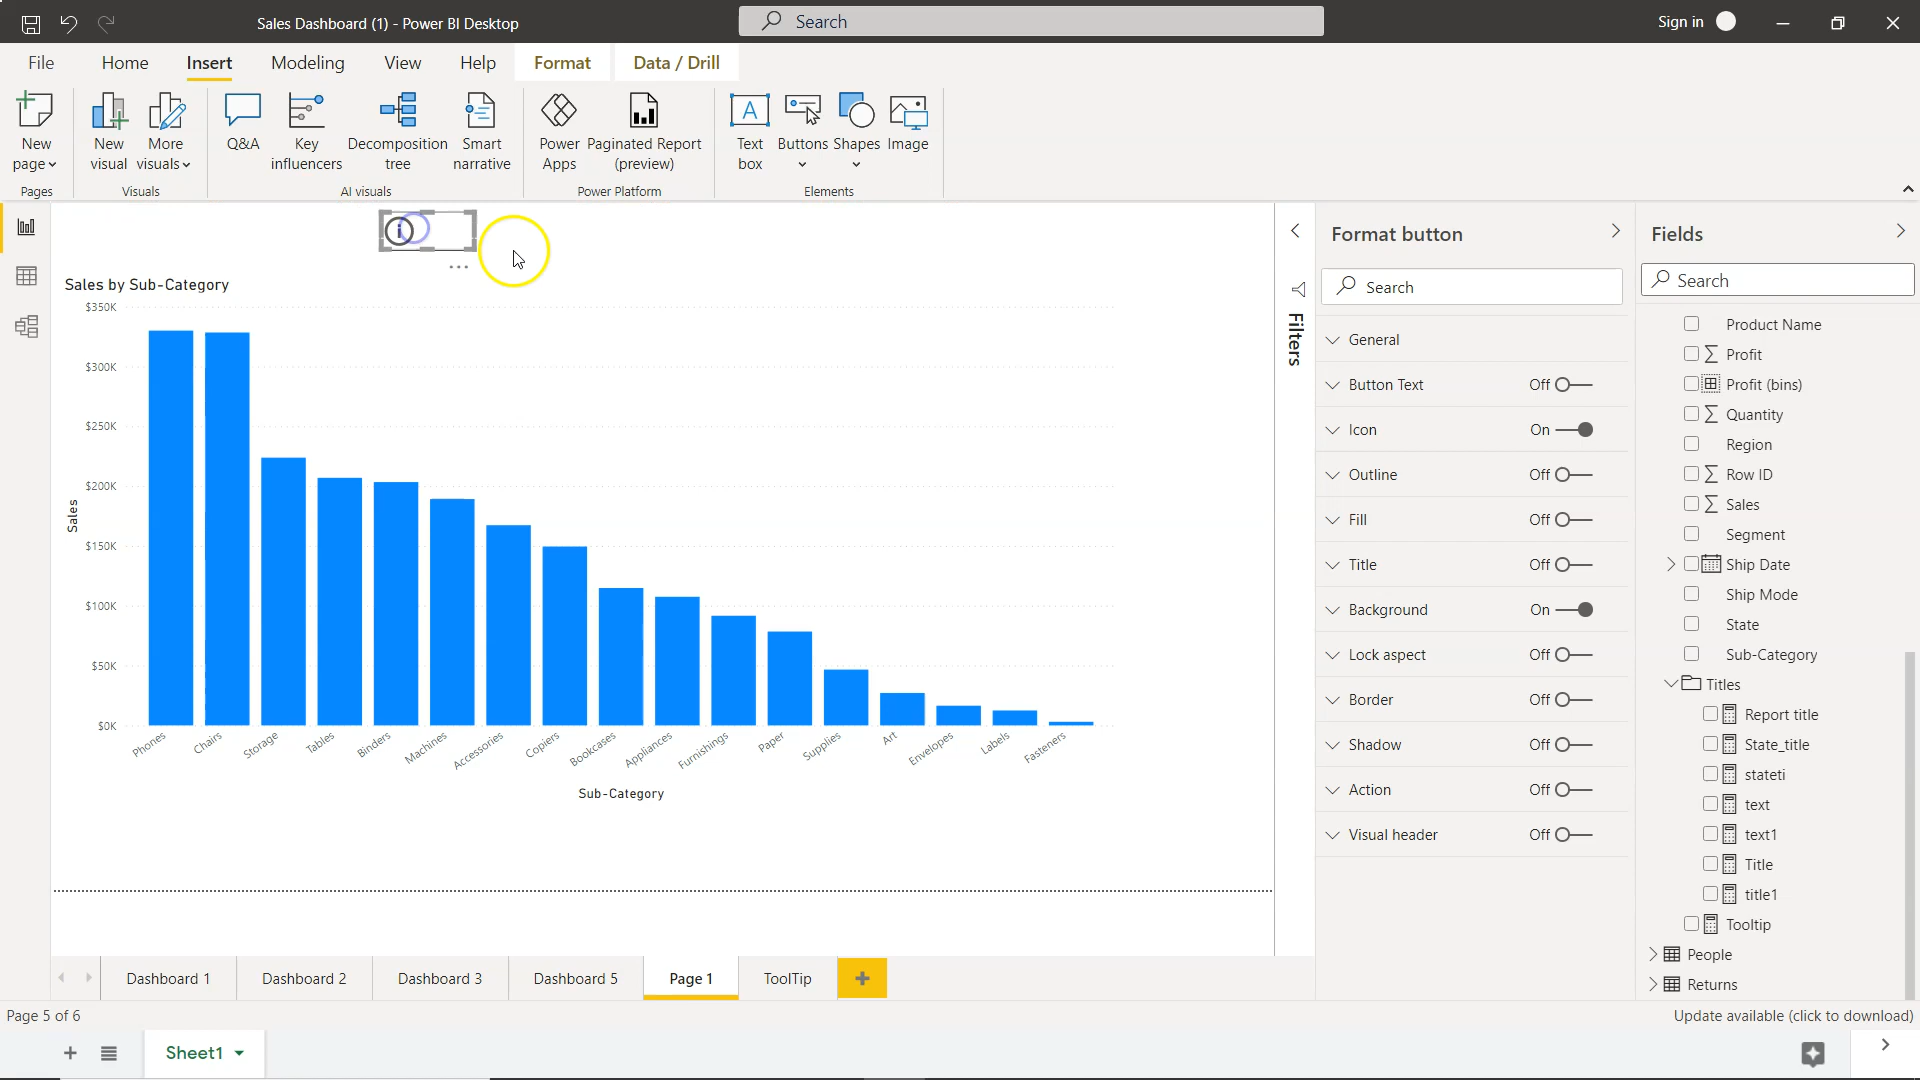 Sales Dashboard (1) - Power BI Desktop
Search
Sign in
File
Home
Insert
Modeling
View
Help
Format
Data / Drill
New page
New visual
More visuals
Q&A
Key influencers
Decomposition tree
Smart narrative
Power Apps
Paginated Report (preview)
Text box
Buttons
Shapes
Image
Pages
Visuals
AI visuals
Power Platform
Elements
i
Sales by Sub-Category
$350K
$300K
$250K
$200K
$150K
$100K
$50K
$0K
Sales
Phones
Chairs
Storage
Tables
Binders
Machines
Accessories
Copiers
Bookcases
Appliances
Furnishings
Paper
Supplies
Art
Envelopes
Labels
Fasteners
Sub-Category
Filters
Format button
Search
General
Button Text Off
Icon On
Outline Off
Fill Off
Title Off
Background On
Lock aspect Off
Border Off
Shadow Off
Action Off
Visual header Off
Fields
Search
Product Name
Profit
Profit (bins)
Quantity
Region
Row ID
Sales
Segment
Ship Date
Ship Mode
State
Sub-Category
Titles
Report title
State_title
stateti
text
text1
Title
title1
Tooltip
People
Returns
Dashboard 1
Dashboard 2
Dashboard 3
Dashboard 5
Page 1
ToolTip
Page 5 of 6
Update available (click to download)
Sheet1